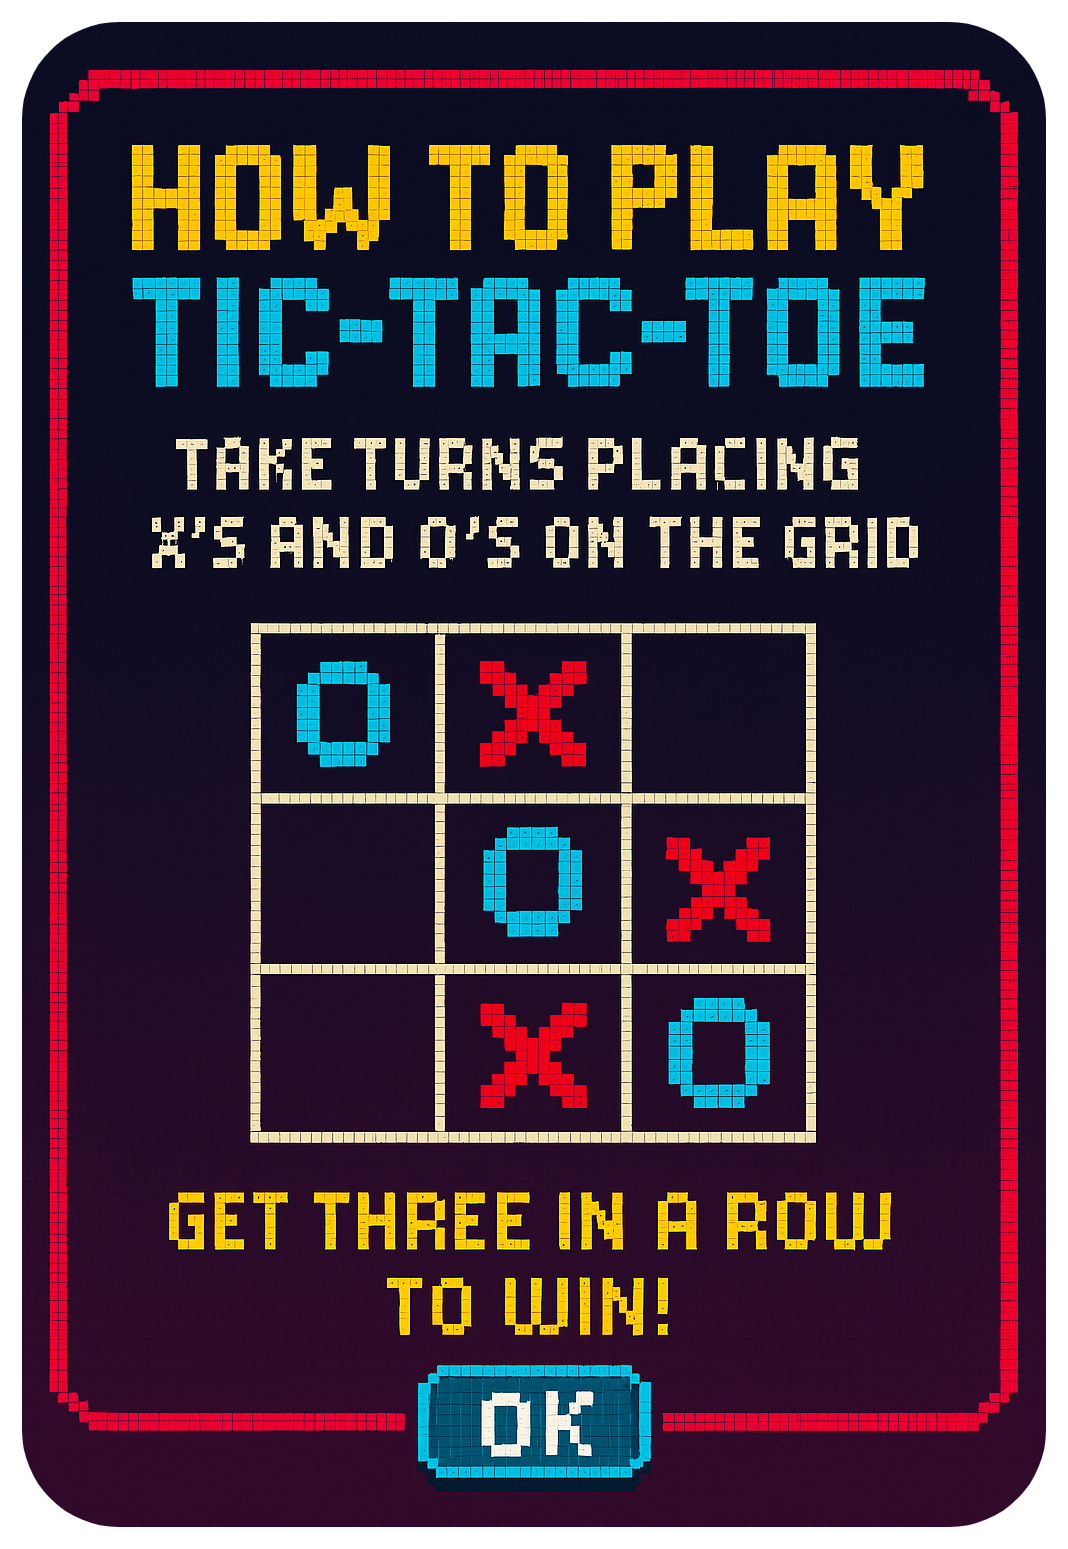 HOW TO PLAY
TIC-TAC-TOE
TAKE TURNS PLACING
X'S AND O'S ON THE GRID
O X
O X
X O
GET THREE IN A ROW
TO WIN!
OK